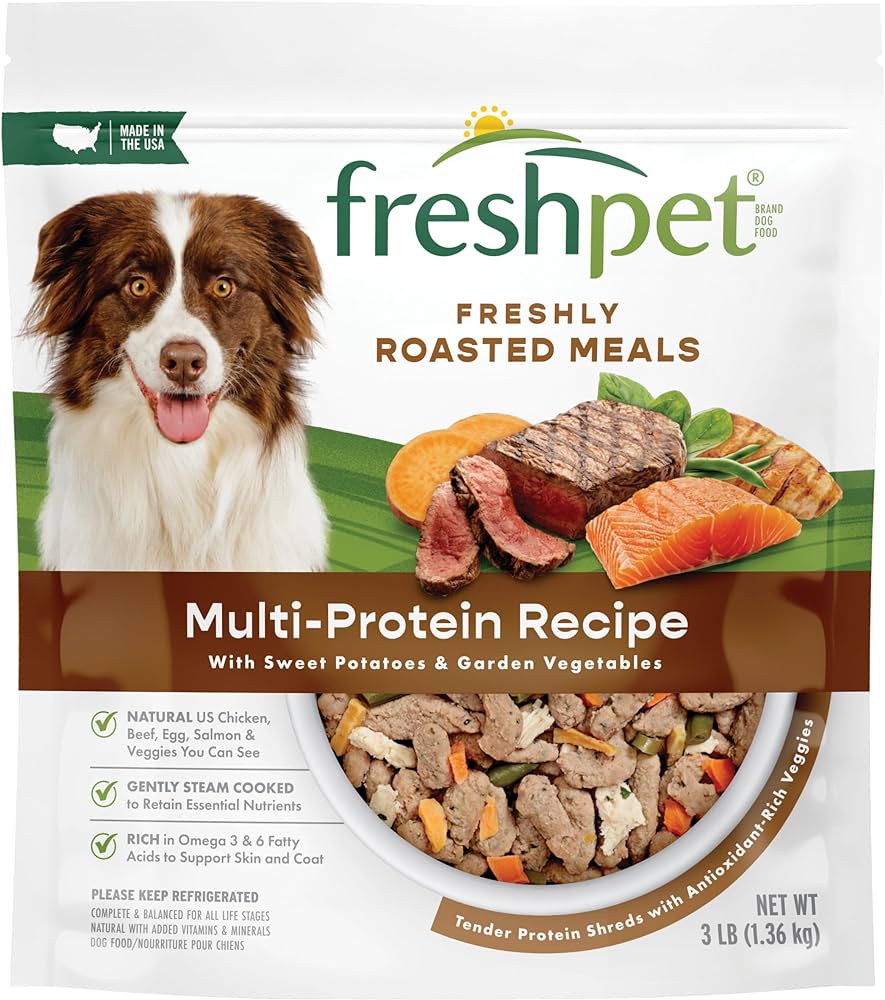 MADE IN
THE USA
freshpet®
BRAND
DOG
FOOD
FRESHLY
ROASTED MEALS
Multi-Protein Recipe
With Sweet Potatoes & Garden Vegetables
NATURAL US Chicken,
Beef, Egg, Salmon &
Veggies You Can See
GENTLY STEAM COOKED
to Retain Essential Nutrients
RICH in Omega 3 & 6 Fatty
Acids to Support Skin and Coat
PLEASE KEEP REFRIGERATED
COMPLETE & BALANCED FOR ALL LIFE STAGES
NATURAL WITH ADDED VITAMINS & MINERALS
DOG FOOD/NOURRITURE POUR CHIENS
Tender Protein Shreds with Antioxidant-Rich Veggies
NET WT
3 LB (1.36 kg)